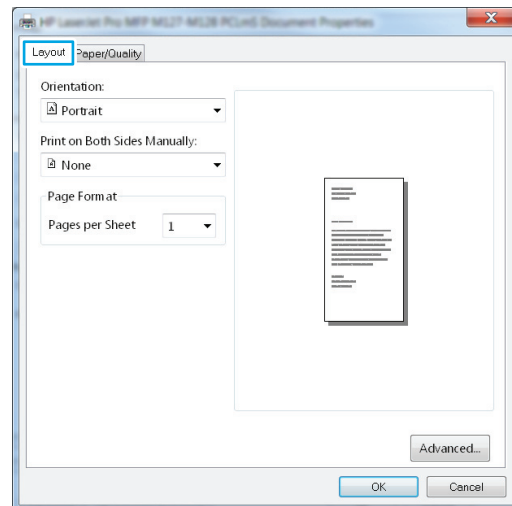 HP LaserJet Pro MFP M127-M128 PCLmS Document Properties
Layout
Paper/Quality
Orientation:
Portrait
Print on Both Sides Manually:
None
Page Format
Pages per Sheet 1
Advanced...
OK
Cancel